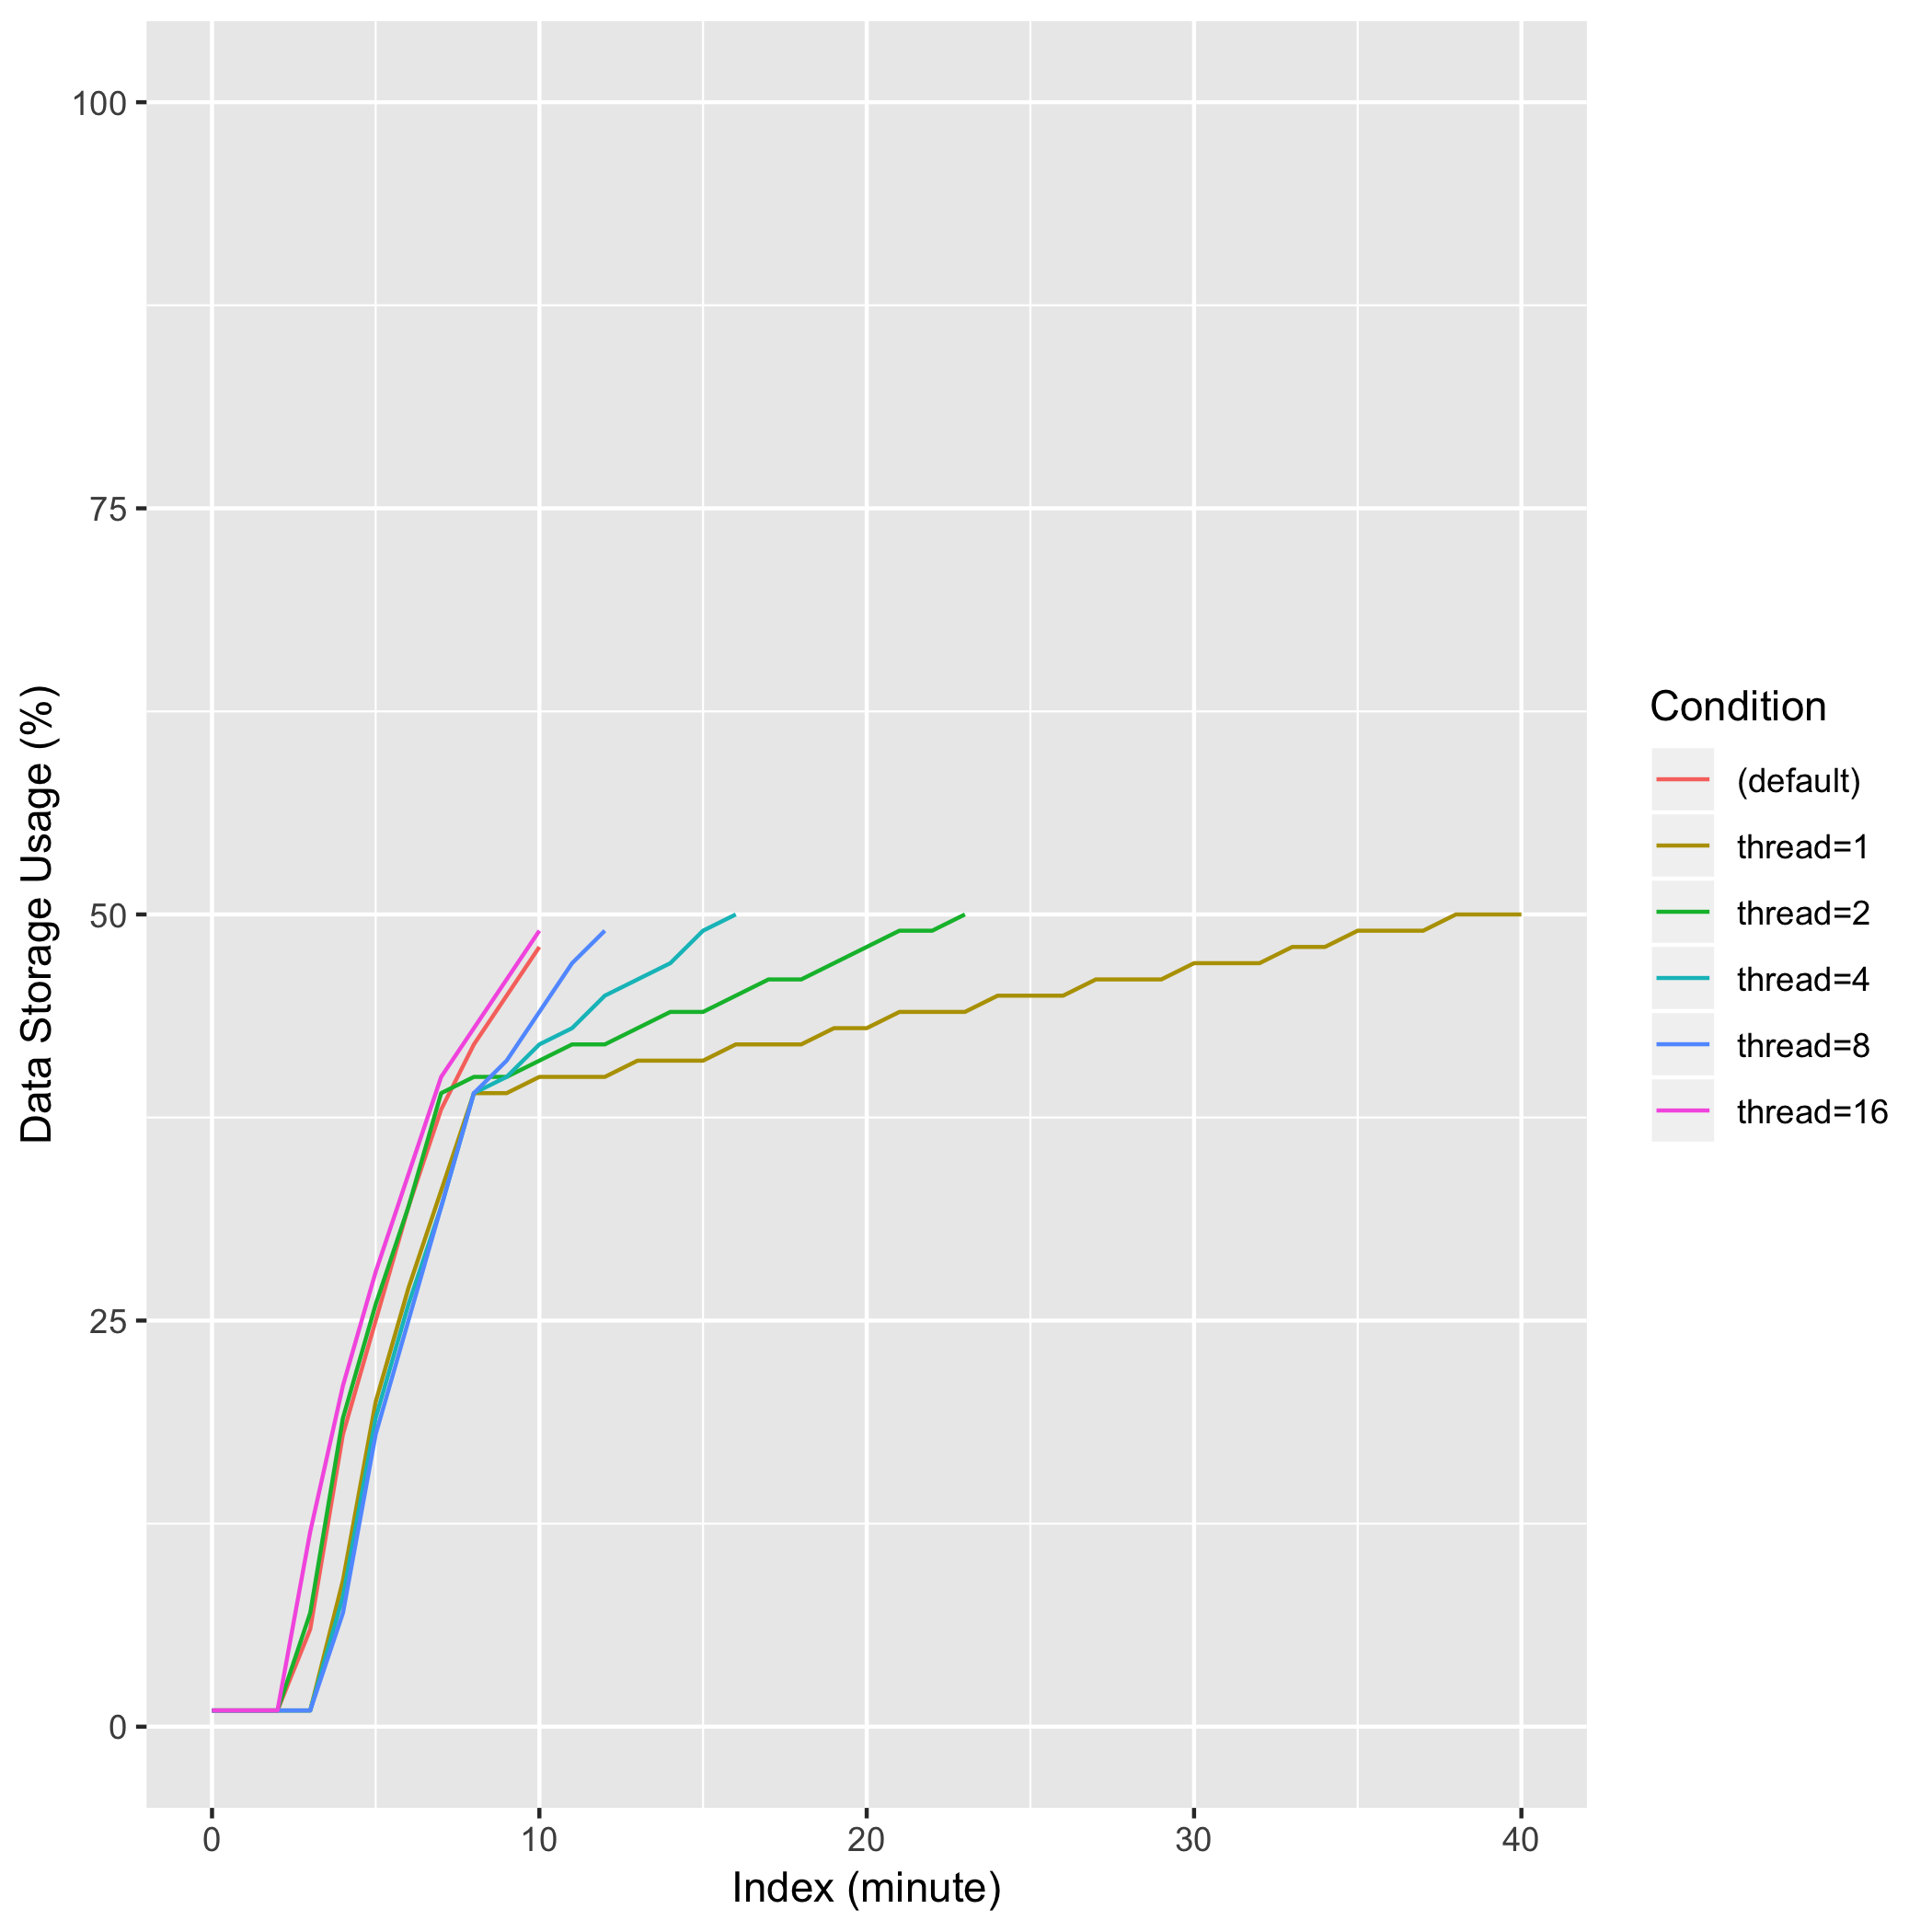 100
75
50
25
0
0 10 20 30 40
Index (minute)
Data Storage Usage (%)
Condition
(default)
thread=1
thread=2
thread=4
thread=8
thread=16